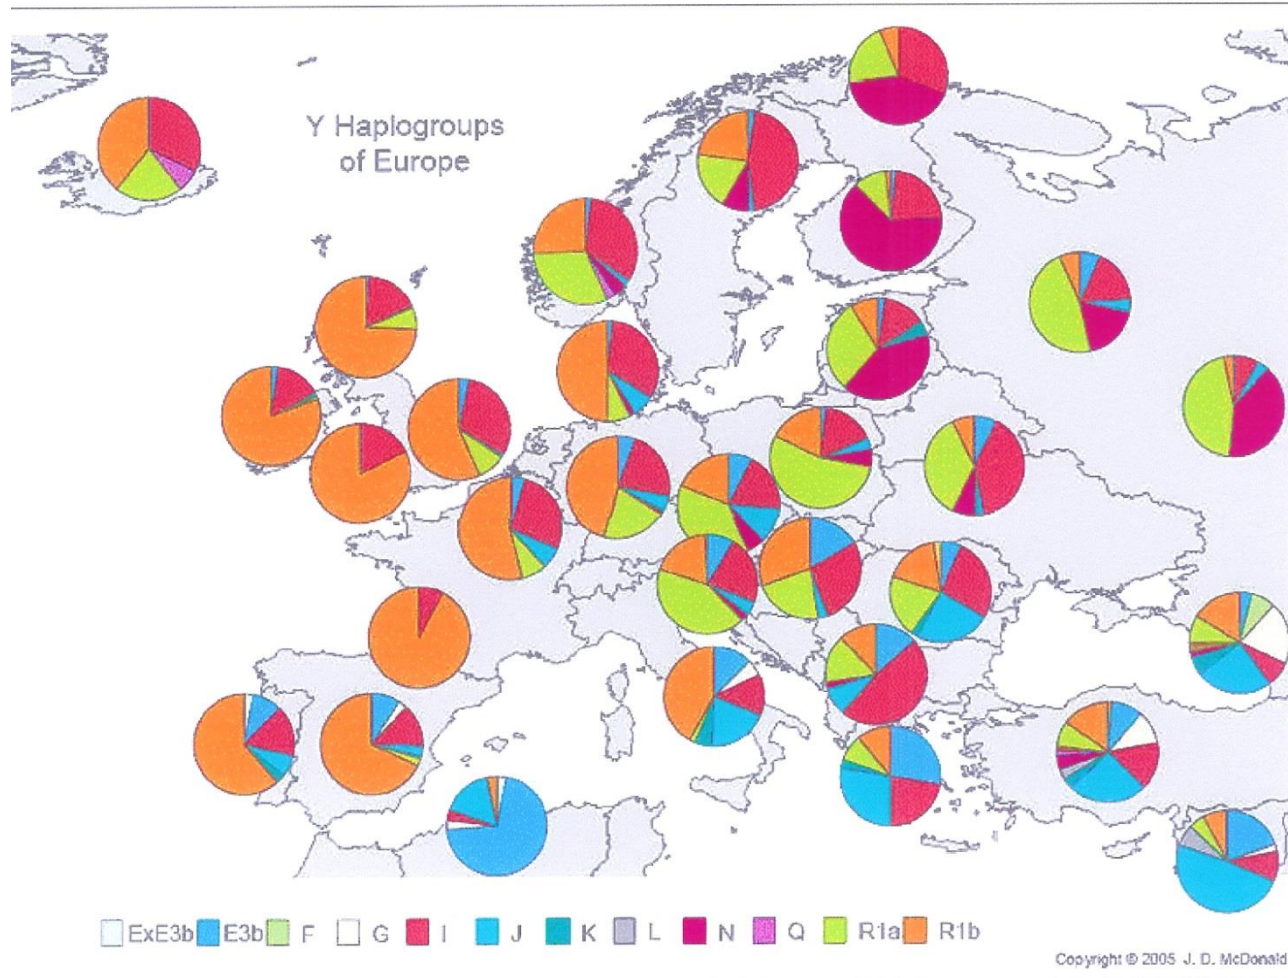 Y Haplogroups
of Europe
ExE3b E3b F G I J K L N Q R1a R1b
Copyright © 2005 J. D. McDonald